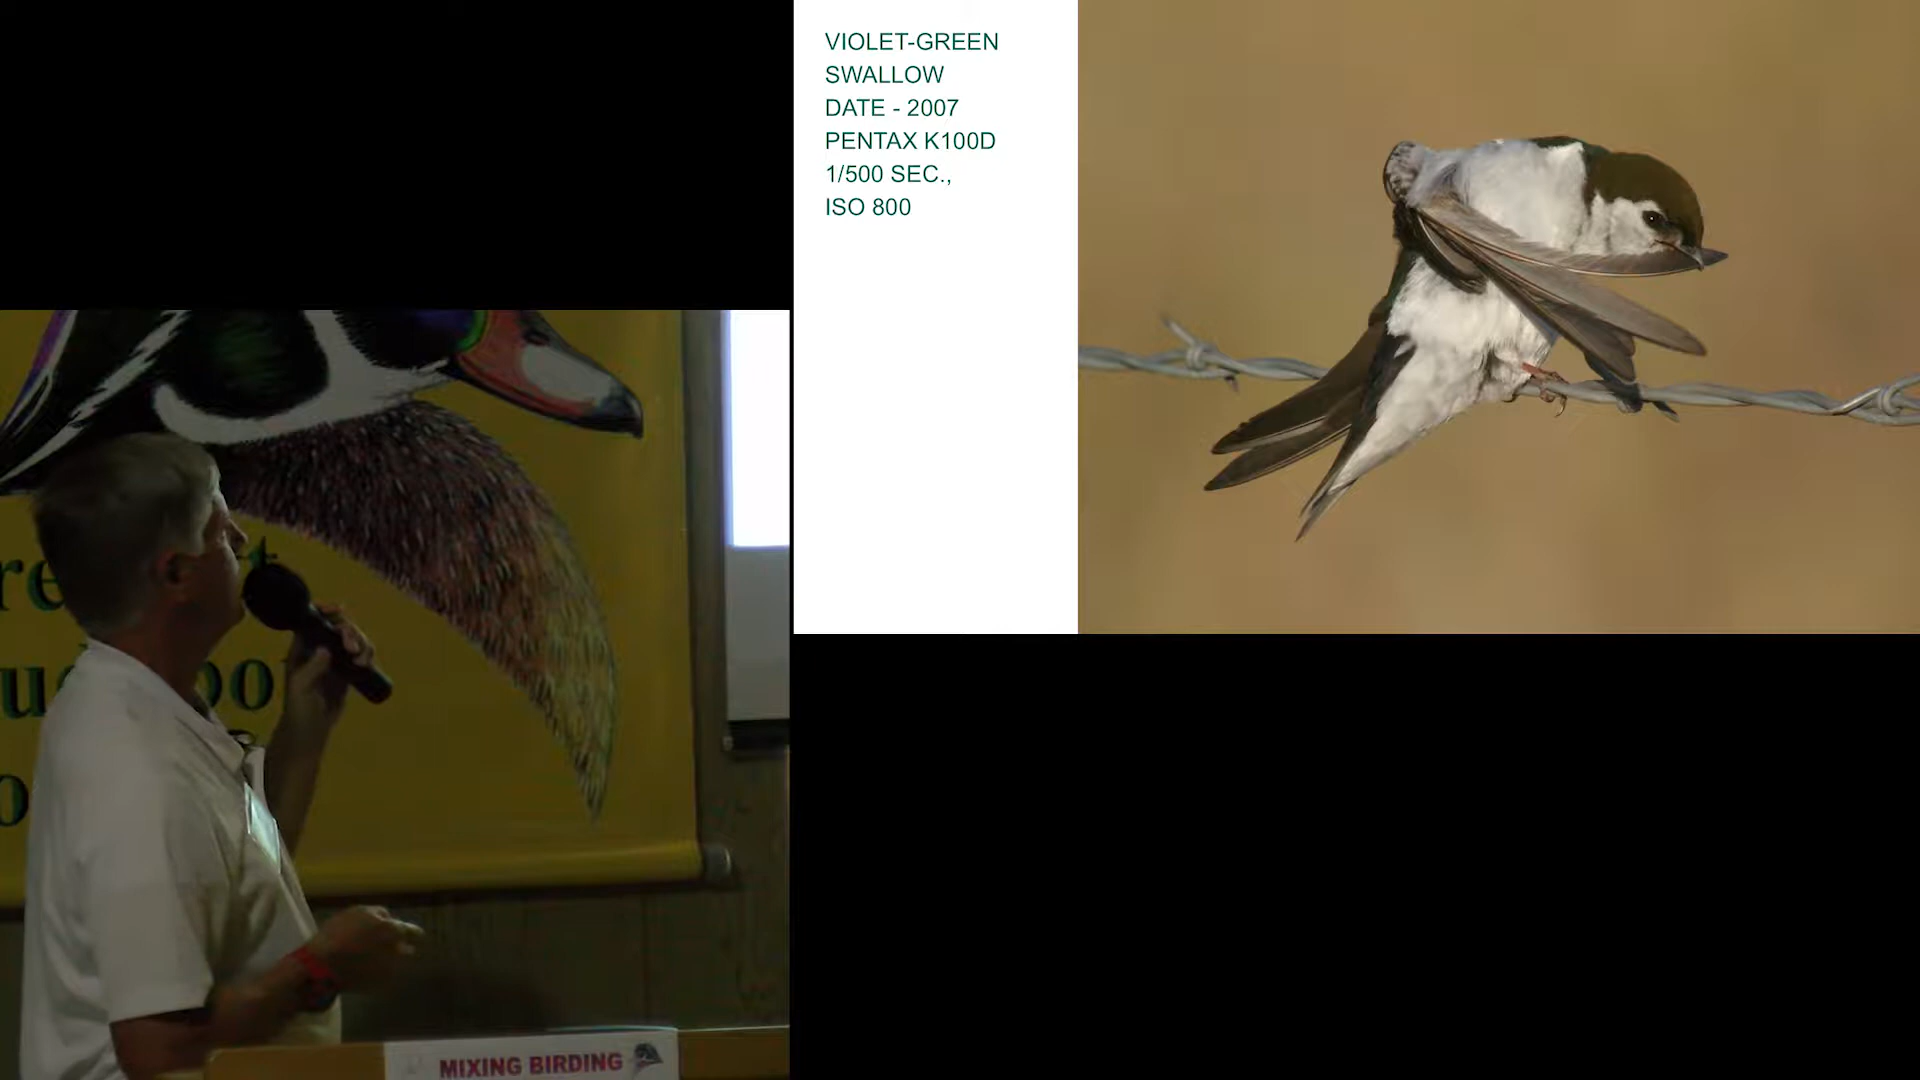 VIOLET-GREEN
SWALLOW
DATE - 2007
PENTAX K100D
1/500 SEC.,
ISO 800
MIXING BIRDING